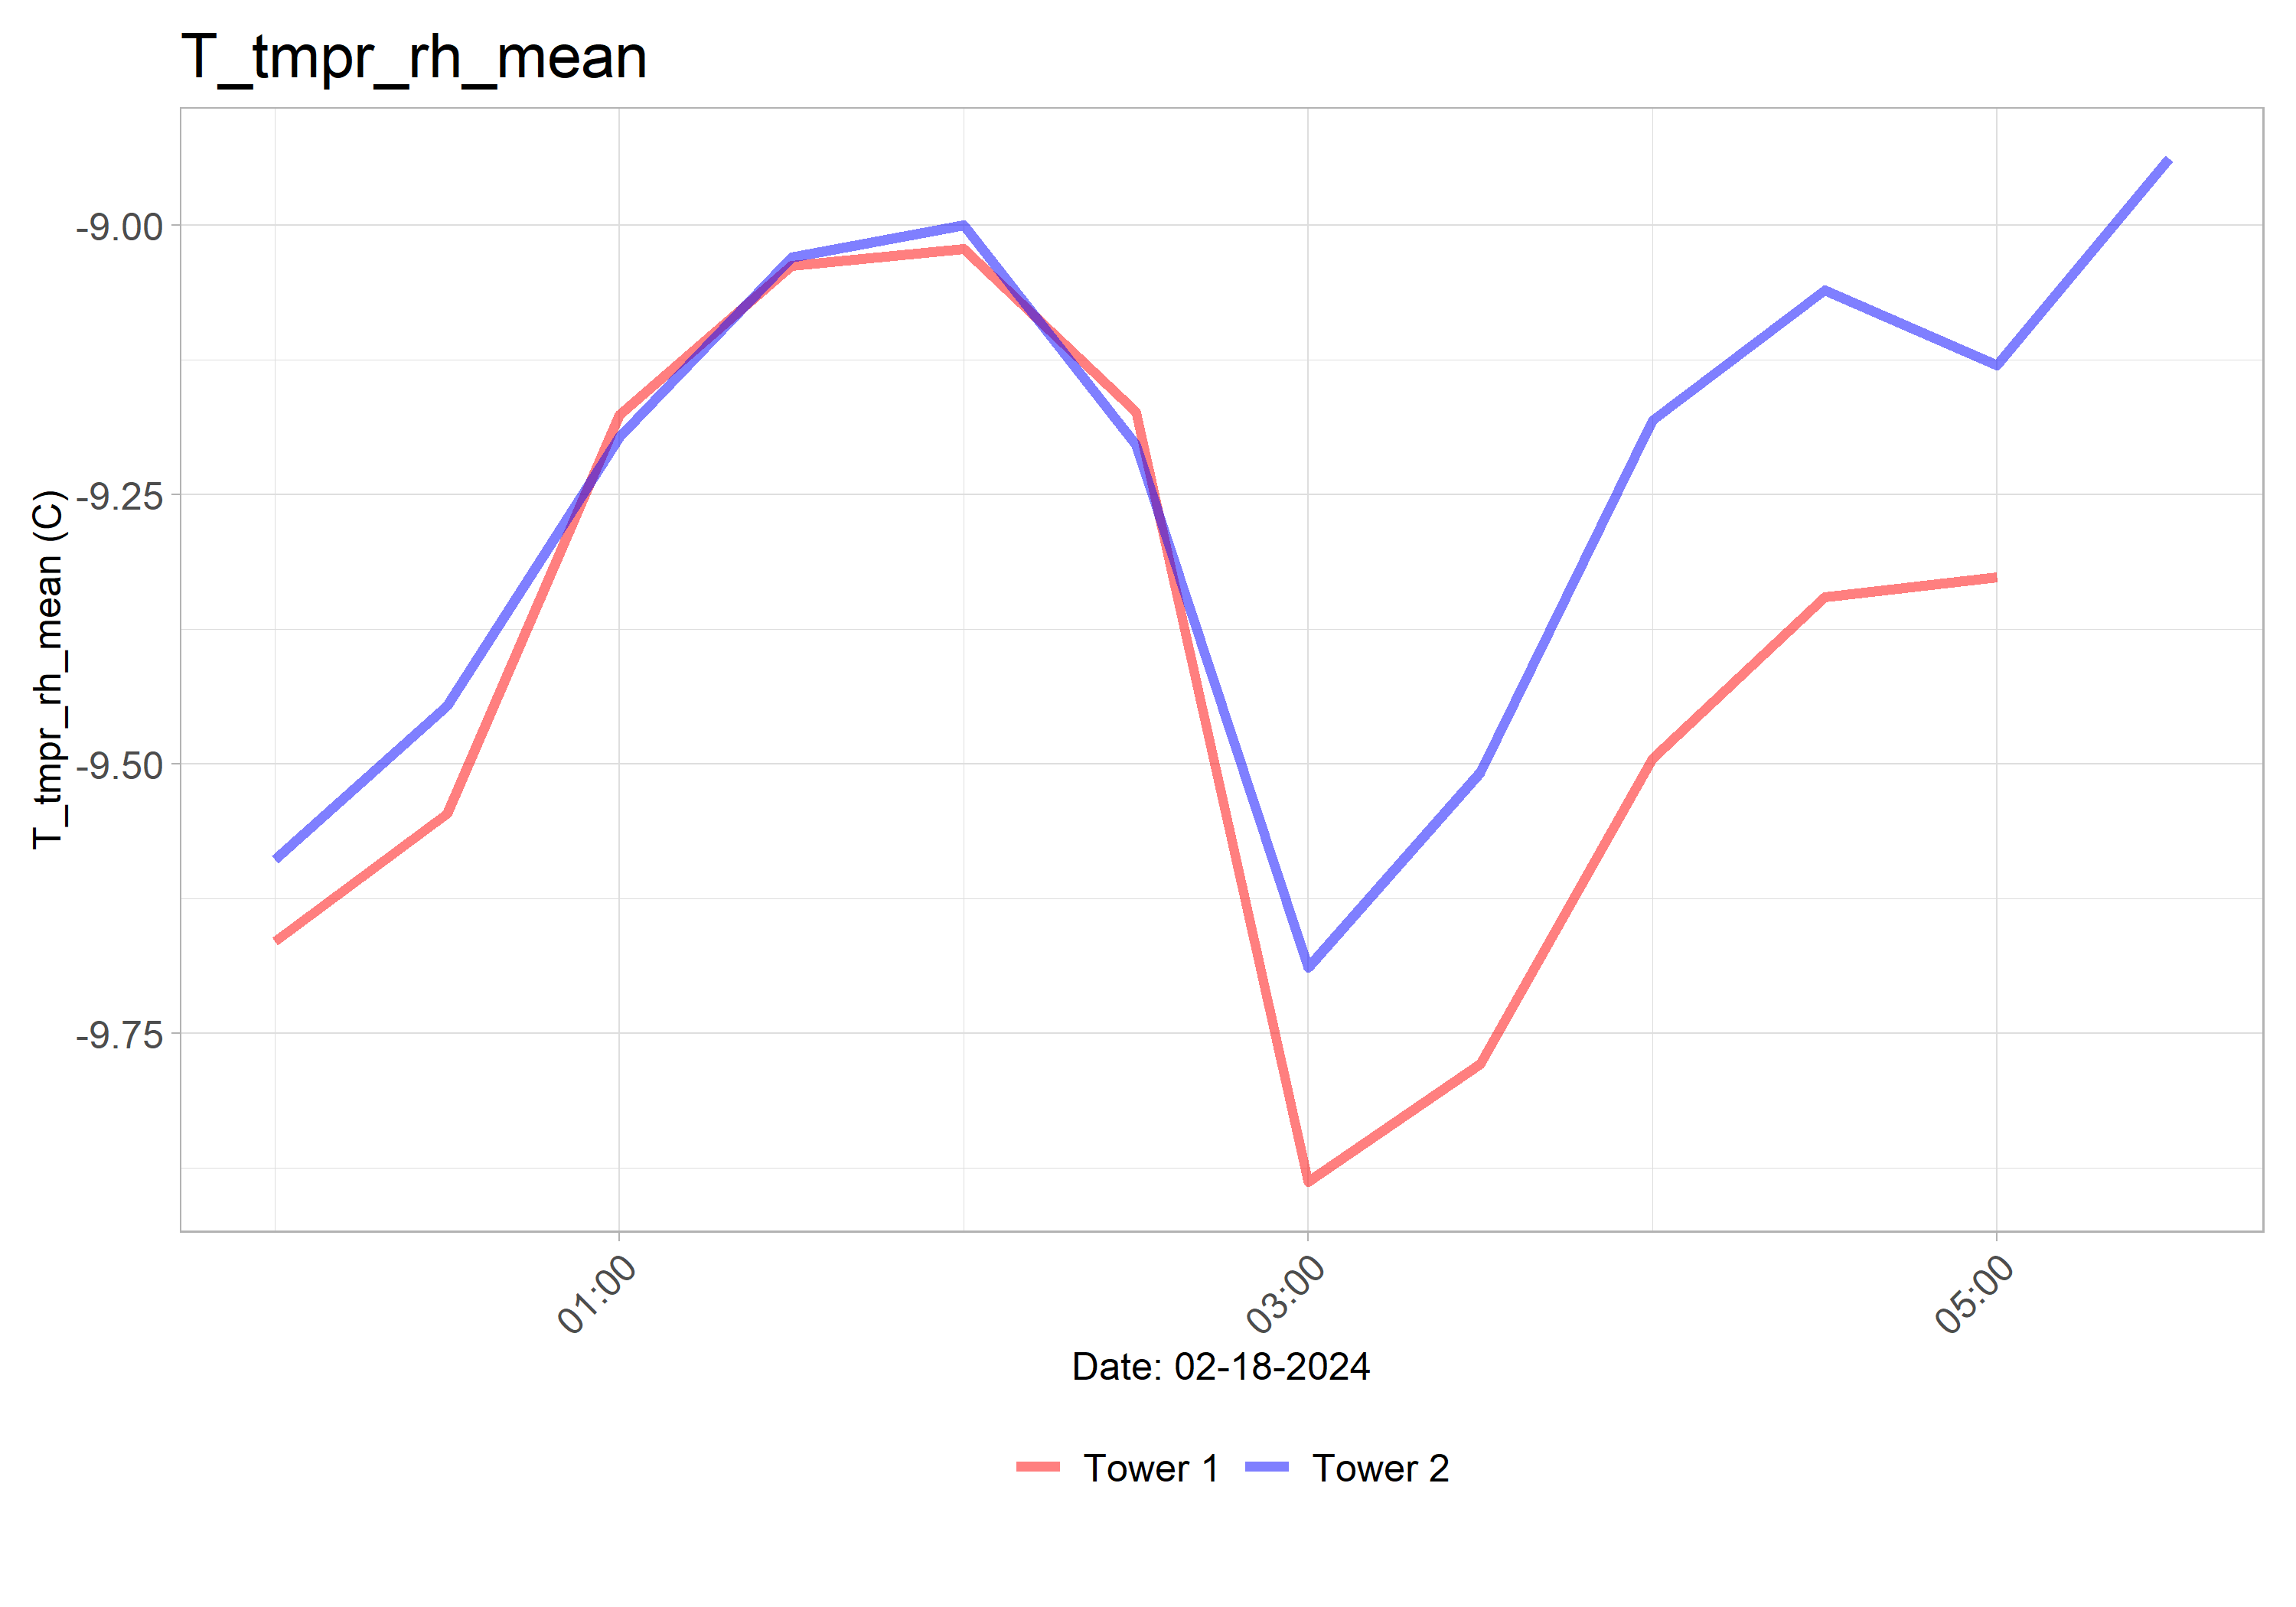 T_tmpr_rh_mean
T_tmpr_rh_mean (C)
-9.00
-9.25
-9.50
-9.75
01:00
03:00
05:00
Date: 02-18-2024
Tower 1
Tower 2